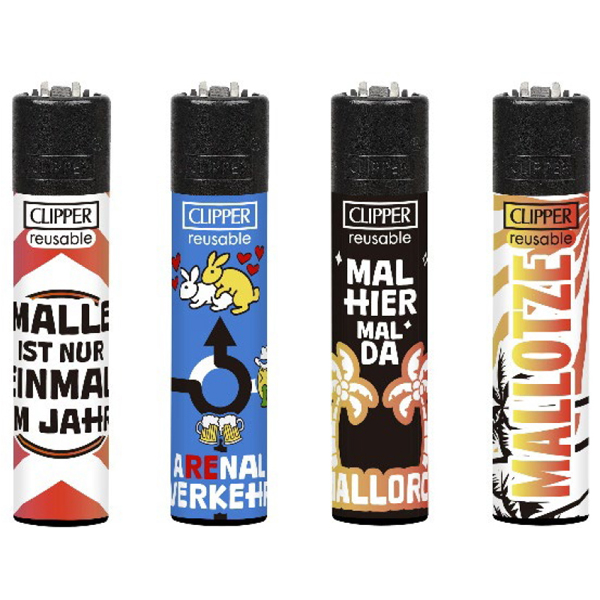 CLIPPER
reusable
MALLE
IST NUR
EINMAL
IM JAHR
CLIPPER
reusable
ARENAL
VERKEHR
CLIPPER
reusable
MAL
HIER
MAL
DA
MALLORC
CLIPPER
reusable
MALLOTZE